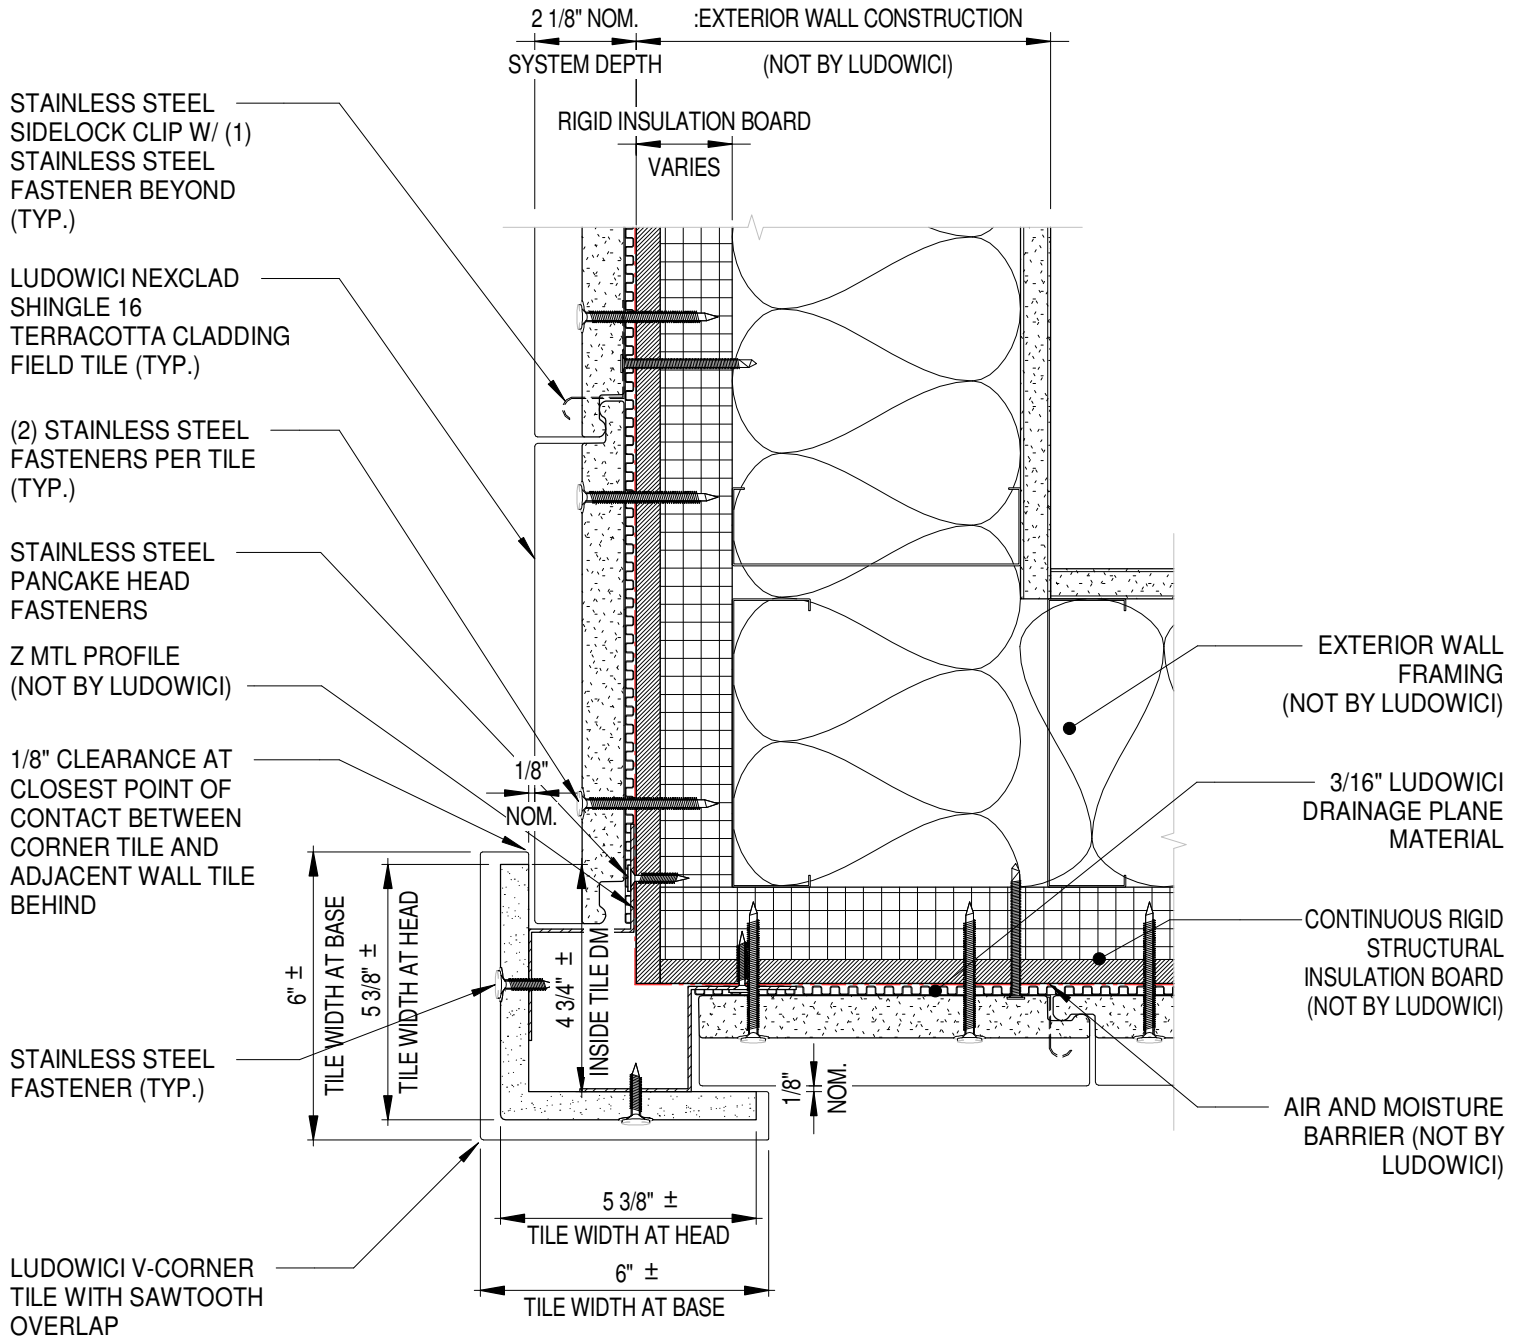 2 1/8" NOM.
:EXTERIOR WALL CONSTRUCTION
SYSTEM DEPTH
(NOT BY LUDOWICI)
RIGID INSULATION BOARD
VARIES
STAINLESS STEEL
SIDELOCK CLIP W/ (1)
STAINLESS STEEL
FASTENER BEYOND
(TYP.)
LUDOWICI NEXCLAD
SHINGLE 16
TERRACOTTA CLADDING
FIELD TILE (TYP.)
(2) STAINLESS STEEL
FASTENERS PER TILE
(TYP.)
STAINLESS STEEL
PANCAKE HEAD
FASTENERS
Z MTL PROFILE
(NOT BY LUDOWICI)
1/8" CLEARANCE AT
CLOSEST POINT OF
CONTACT BETWEEN
CORNER TILE AND
ADJACENT WALL TILE
BEHIND
STAINLESS STEEL
FASTENER (TYP.)
LUDOWICI V-CORNER
TILE WITH SAWTOOTH
OVERLAP
1/8"
NOM.
6" ±
TILE WIDTH AT BASE
5 3/8" ±
TILE WIDTH AT HEAD
4 3/4" ±
INSIDE TILE DM
1/8"
NOM.
5 3/8" ±
TILE WIDTH AT HEAD
6" ±
TILE WIDTH AT BASE
EXTERIOR WALL
FRAMING
(NOT BY LUDOWICI)
3/16" LUDOWICI
DRAINAGE PLANE
MATERIAL
CONTINUOUS RIGID
STRUCTURAL
INSULATION BOARD
(NOT BY LUDOWICI)
AIR AND MOISTURE
BARRIER (NOT BY
LUDOWICI)